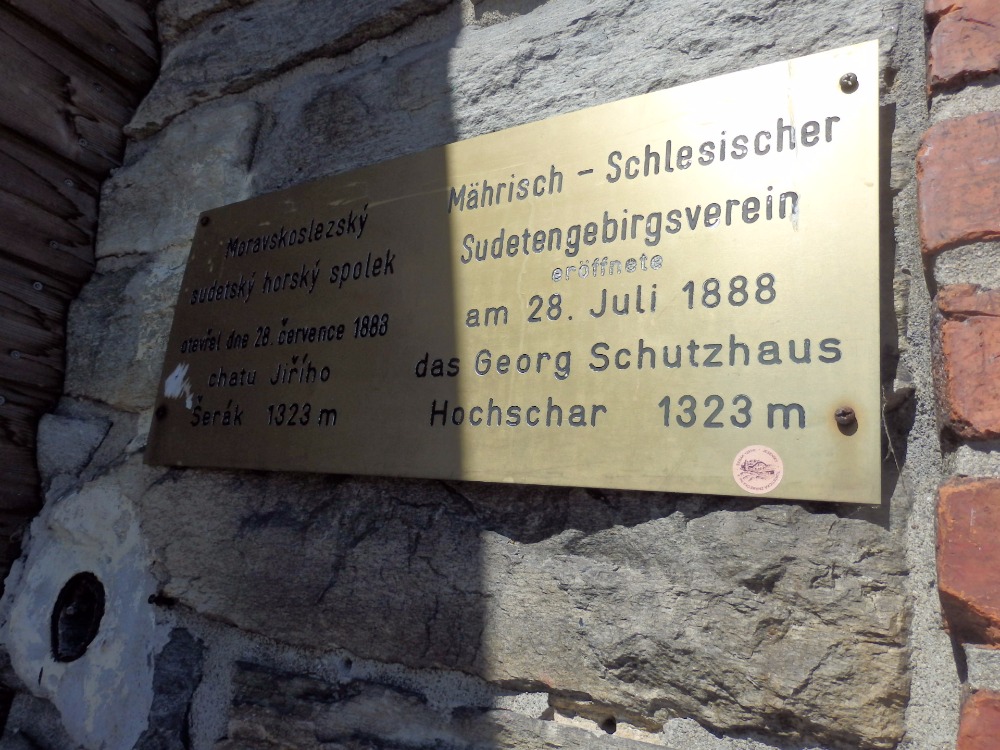 Moravskoslezský
sudetský horský spolek
otevřel dne 28. července 1888
chatu Jiřího
Šerák 1323 m
Mährisch – Schlesischer
Sudetengebirgsverein
eröffnete
am 28. Juli 1888
das Georg Schutzhaus
Hochschar 1323 m